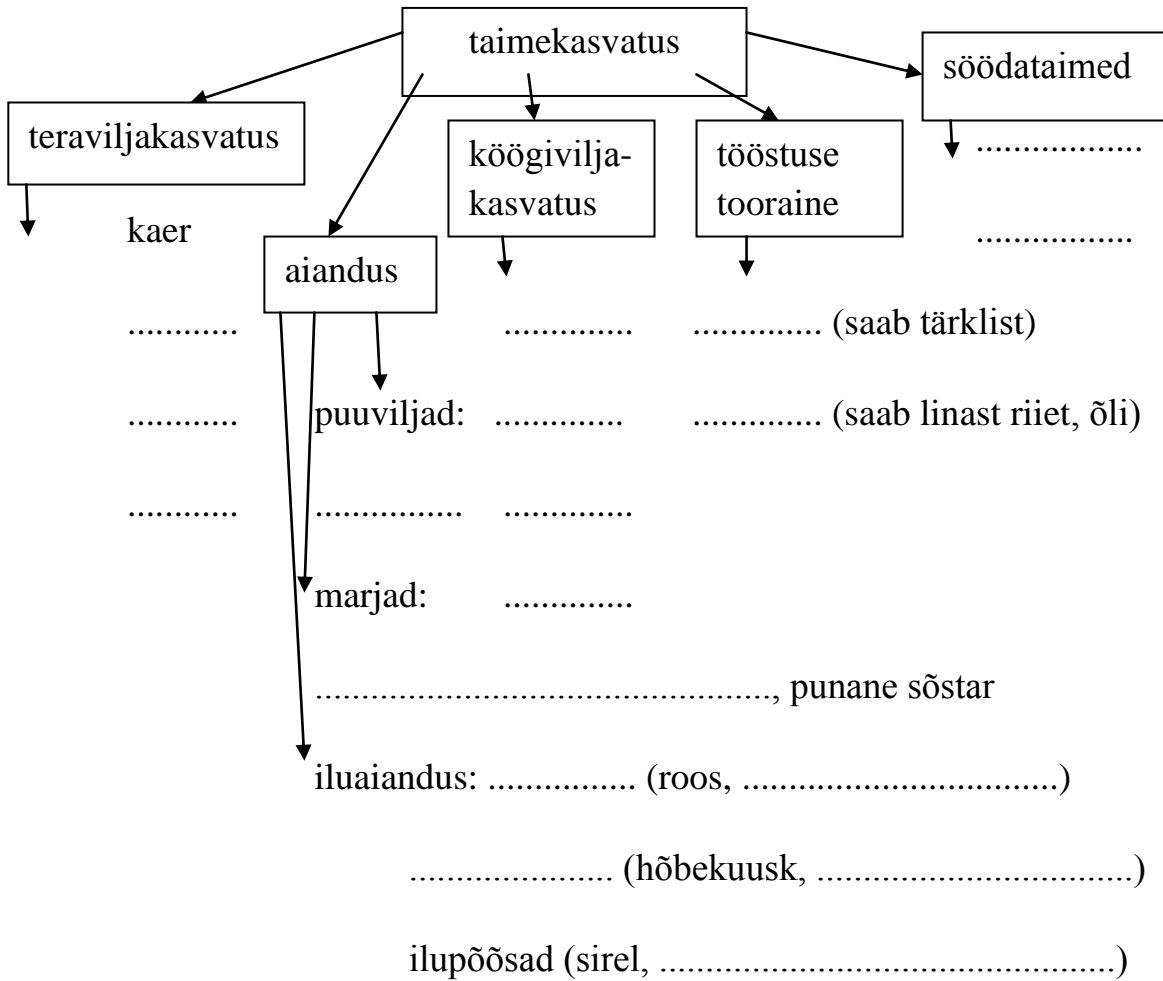 taimekasvatus
söödataimed
teraviljakasvatus
köögivilja-
kasvatus
tööstuse
tooraine
.................
kaer
.................
aiandus
............ .............. .............. (saab tärklist)
............ puuviljad: .............. .............. (saab linast riiet, õli)
............ ................ ..............
marjad: ..............
................................................., punane sõstar
iluaiandus: ................ (roos, ..................................)
...................... (hõbekuusk, ..................................)
ilupõõsad (sirel, .................................................)